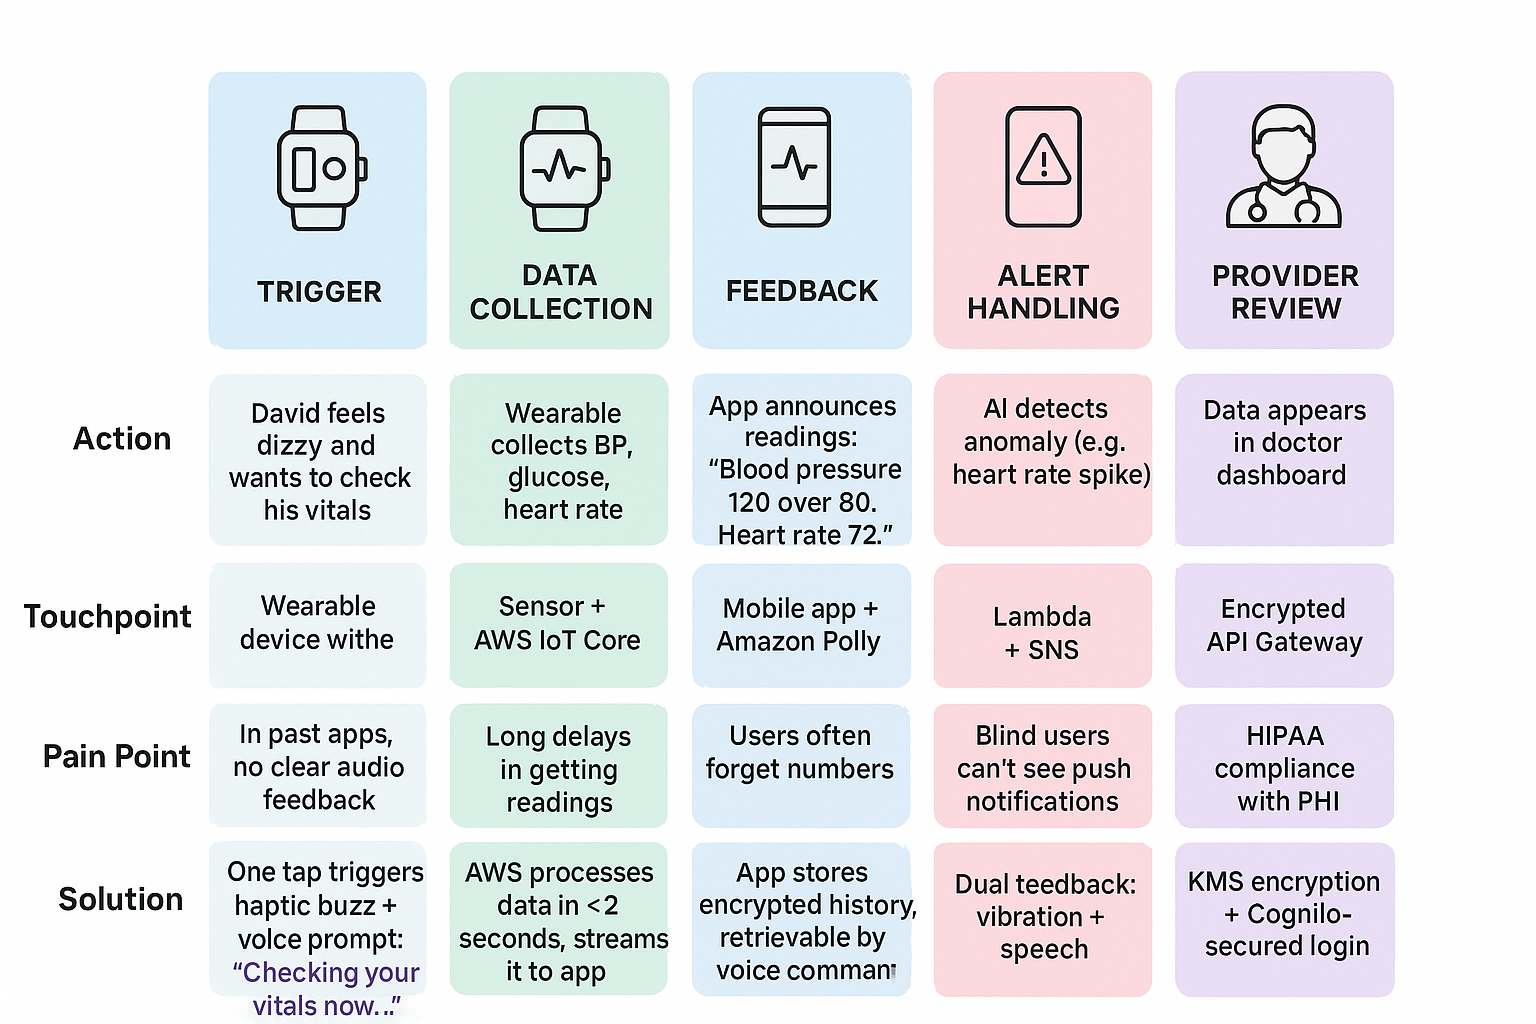 TRIGGER
DATA
COLLECTION
FEEDBACK
ALERT
HANDLING
PROVIDER
REVIEW
Action
David feels
dizzy and
wants to check
his vitals
Wearable
collects BP,
glucose,
heart rate
App announces
readings:
“Blood pressure
120 over 80.
Heart rate 72.”
AI detects
anomaly (e.g.
heart rate spike)
Data appears
in doctor
dashboard
Touchpoint
Wearable
device withe
Sensor +
AWS IoT Core
Mobile app +
Amazon Polly
Lambda
+ SNS
Encrypted
API Gateway
Pain Point
In past apps,
no clear audio
feedback
Long delays
in getting
readings
Users often
forget numbers
Blind users
can't see push
notifications
HIPAA
compliance
with PHI
Solution
One tap triggers
haptic buzz +
volce prompt:
“Checking your
vitals now...”
AWS processes
data in <2
seconds, streams
it to app
App stores
encrypted history,
retrievable by
voice comman
Dual teedback:
vibration +
speech
KMS encryption
+ Cognilo-
secured login